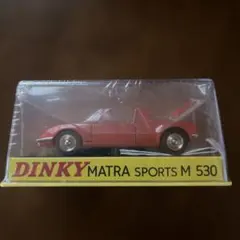 DINKY MATRA SPORTS M 530